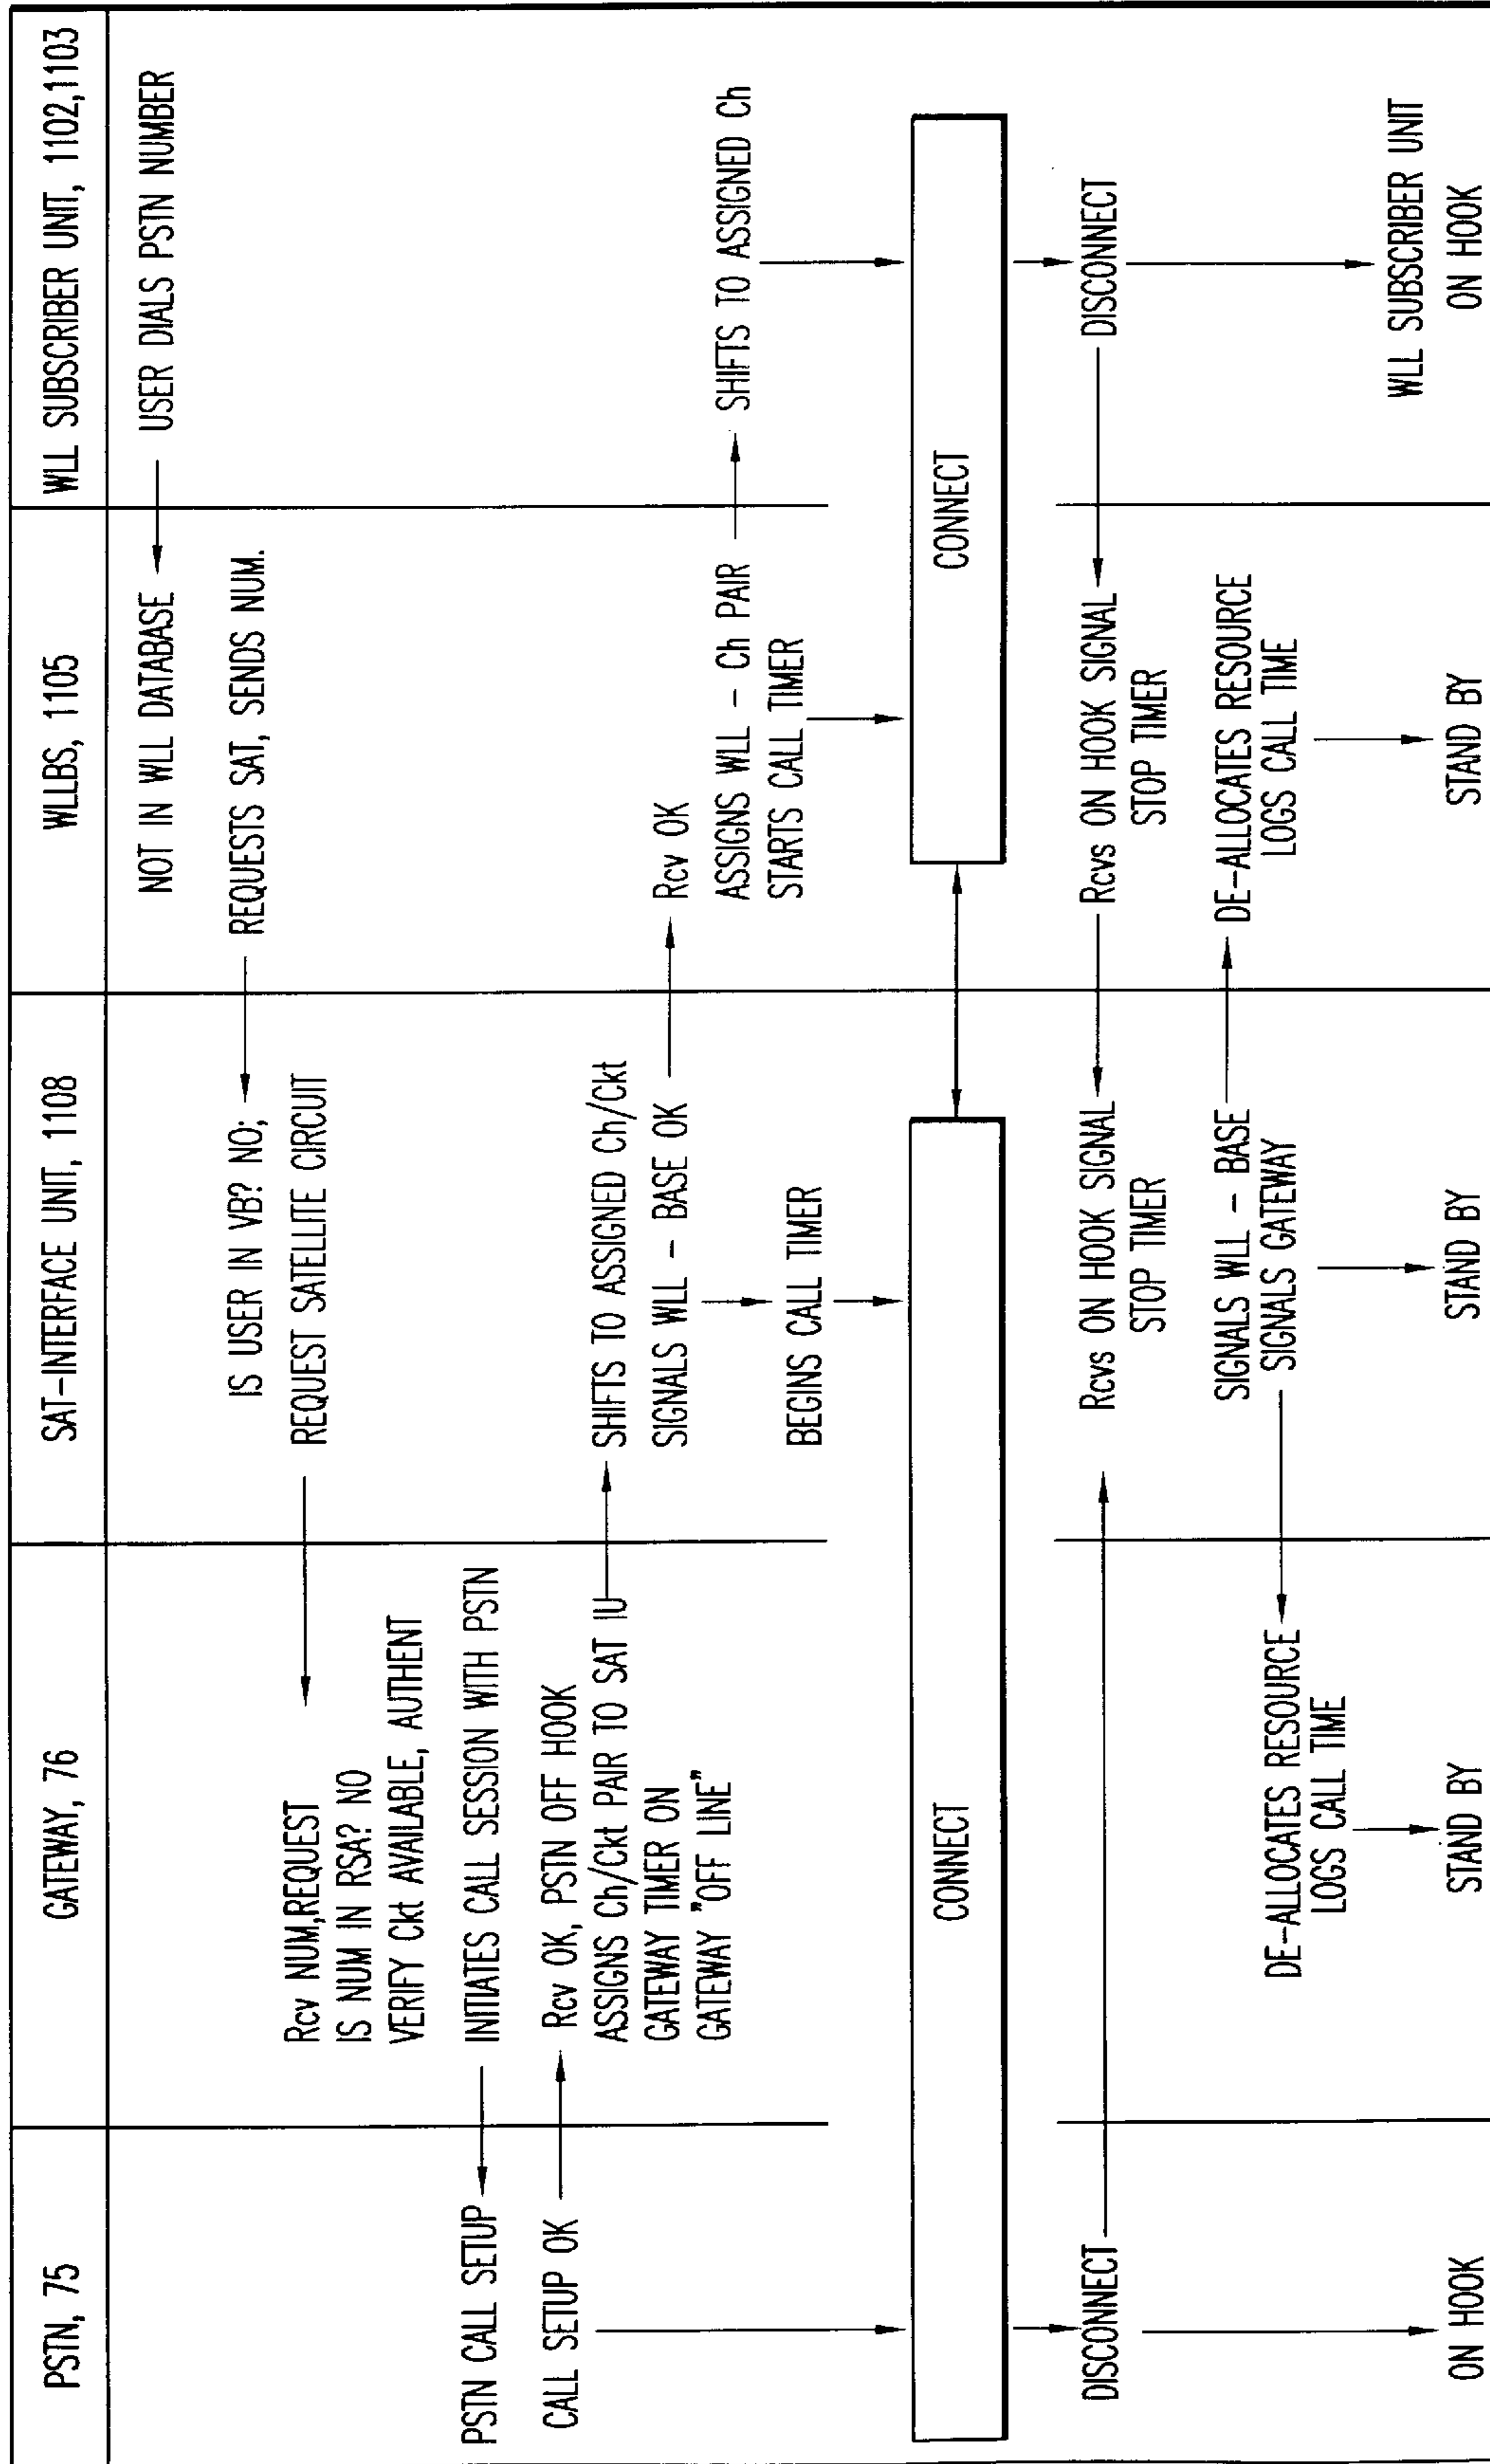 PSTN, 75
GATEWAY, 76
SAT-INTERFACE UNIT, 1108
WLLBS, 1105
WLL SUBSCRIBER UNIT, 1102,1103
USER DIALS PSTN NUMBER
NOT IN WLL DATABASE
REQUESTS SAT, SENDS NUM.
IS USER IN VB? NO;
REQUEST SATELLITE CIRCUIT
Rcv NUM,REQUEST
IS NUM IN RSA? NO
VERIFY Ckt AVAILABLE, AUTHENT
INITIATES CALL SESSION WITH PSTN
PSTN CALL SETUP
CALL SETUP OK
Rcv OK, PSTN OFF HOOK
ASSIGNS Ch/Ckt PAIR TO SAT IU
GATEWAY TIMER ON
GATEWAY "OFF LINE"
SHIFTS TO ASSIGNED Ch/Ckt
SIGNALS WLL - BASE OK
BEGINS CALL TIMER
Rcv OK
ASSIGNS WLL - Ch PAIR
STARTS CALL TIMER
SHIFTS TO ASSIGNED Ch
CONNECT
CONNECT
DISCONNECT
Rcvs ON HOOK SIGNAL
STOP TIMER
Rcvs ON HOOK SIGNAL
STOP TIMER
DISCONNECT
SIGNALS WLL - BASE
SIGNALS GATEWAY
DE-ALLOCATES RESOURCE
LOGS CALL TIME
DE-ALLOCATES RESOURCE
LOGS CALL TIME
ON HOOK
STAND BY
STAND BY
STAND BY
WLL SUBSCRIBER UNIT
ON HOOK